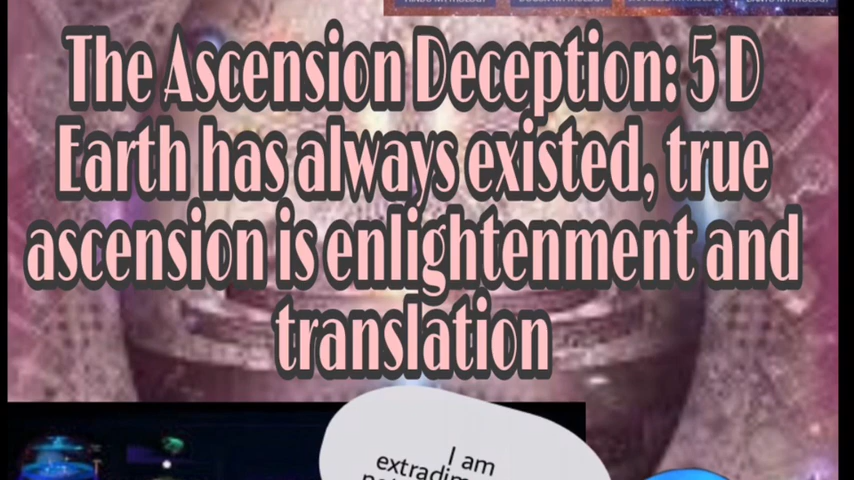 The Ascension Deception: 5 D
Earth has always existed, true
ascension is enlightenment and
translation
I am